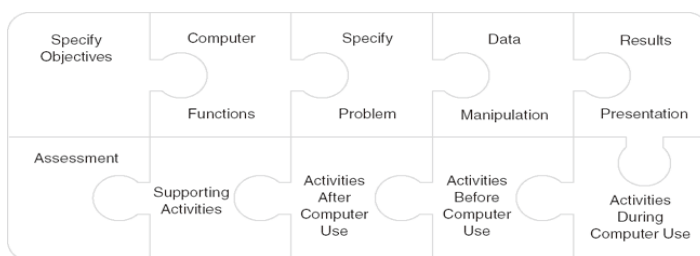 Specify
Objectives
Computer
Functions
Specify
Problem
Data
Manipulation
Results
Presentation
Assessment
Supporting
Activities
Activities
After
Computer
Use
Activities
Before
Computer
Use
Activities
During
Computer Use